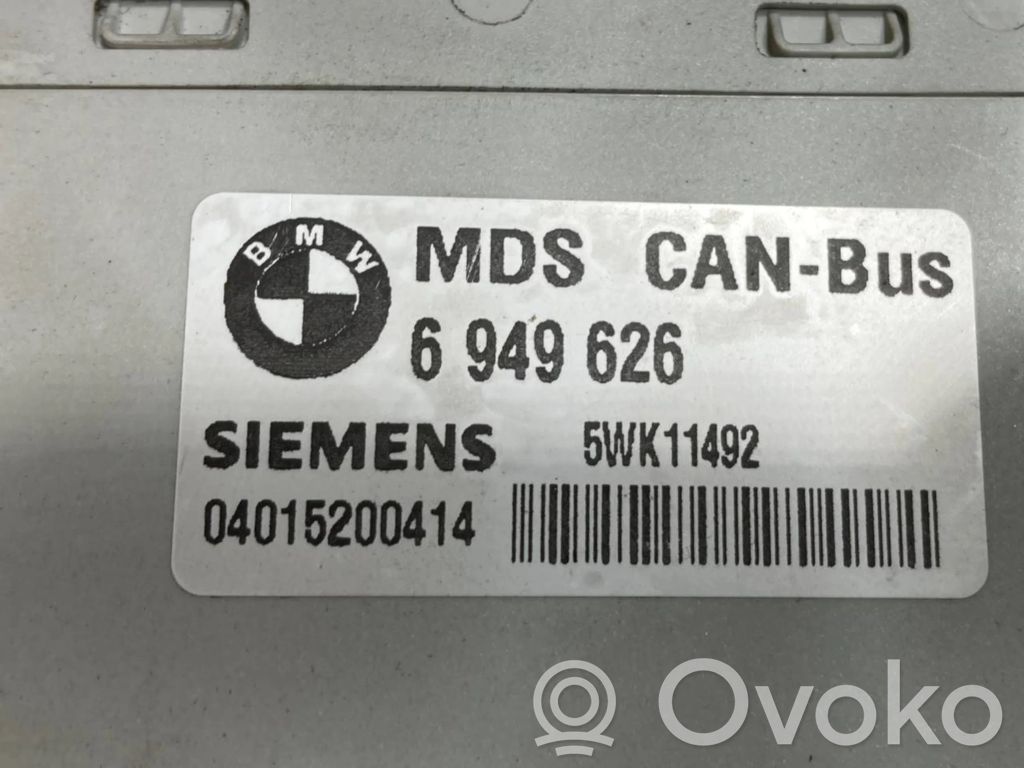 BMW
MDS CAN-Bus
6 949 626
SIEMENS 5WK11492
04015200414
Ovoko